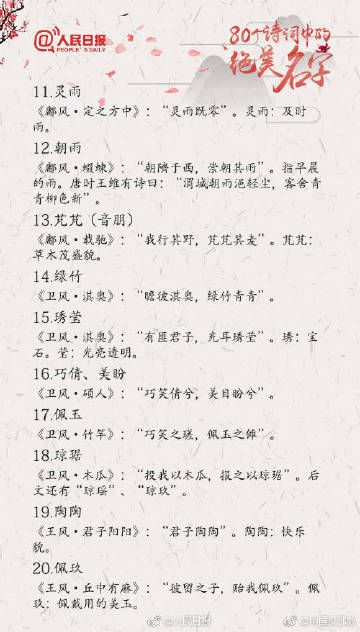 @人民日报
PEOPLE'S DAILY
80个诗词中的
绝美名字
11.灵雨
《鄘风·定之方中》：“灵雨既零”。灵雨：及时
雨。
12.朝雨
《鄘风·蝃蝀》：“朝隮于西，崇朝其雨”。指早晨
的雨。唐时王维有诗曰：“渭城朝雨浥轻尘，客舍青
青柳色新”。
13.芃芃（音朋）
《鄘风·载驰》：“我行其野，芃芃其麦”。芃芃：
草木茂盛貌。
14.绿竹
《卫风·淇奥》：“瞻彼淇奥，绿竹青青”。
15.琇莹
《卫风·淇奥》：“有匪君子，充耳琇莹”。琇：宝
石。莹：光亮透明。
16.巧倩、美盼
《卫风·硕人》：“巧笑倩兮，美目盼兮”。
17.佩玉
《卫风·竹竿》：“巧笑之瑳，佩玉之傩”。
18.琼琚
《卫风·木瓜》：“投我以木瓜，报之以琼琚”。后
文还有“琼瑶”、“琼玖”。
19.陶陶
《王风·君子阳阳》：“君子陶陶”。陶陶：快乐
貌。
20.佩玖
《王风·丘中有麻》：“彼留之子，贻我佩玖”。佩
玖：佩戴用的美玉。
@人民日报